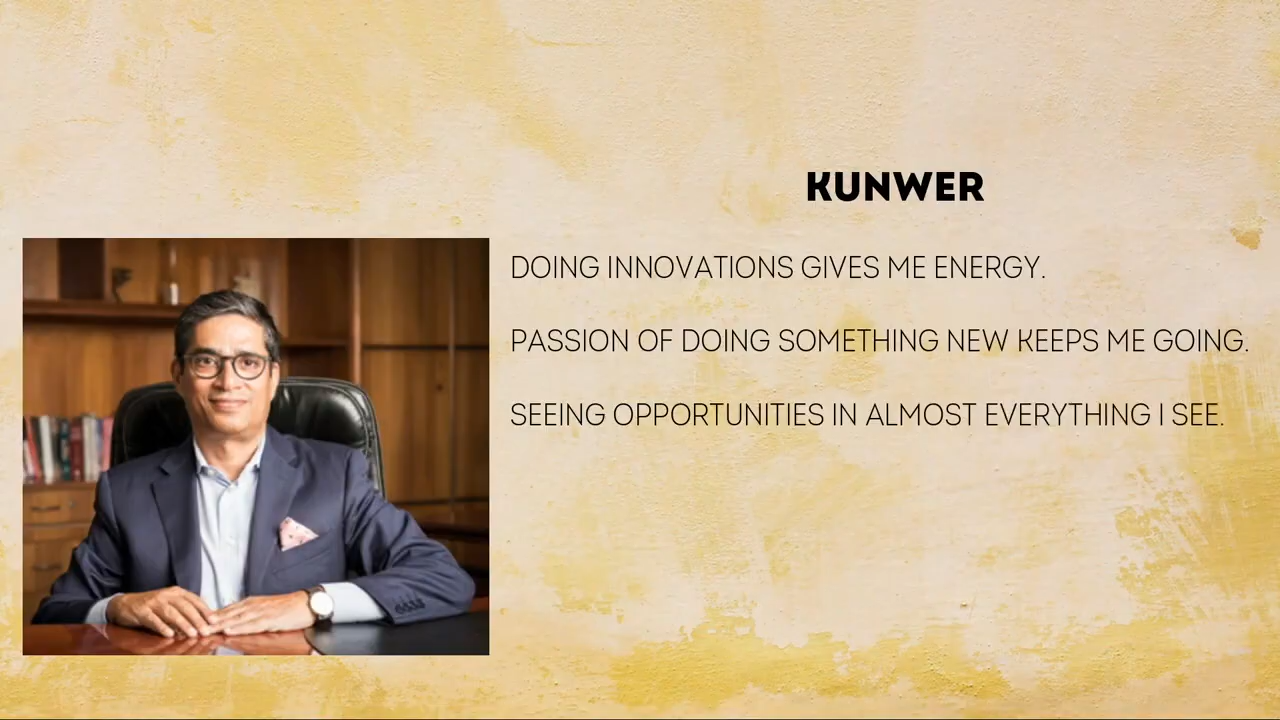 KUNWER
DOING INNOVATIONS GIVES ME ENERGY.
PASSION OF DOING SOMETHING NEW KEEPS ME GOING.
SEEING OPPORTUNITIES IN ALMOST EVERYTHING I SEE.